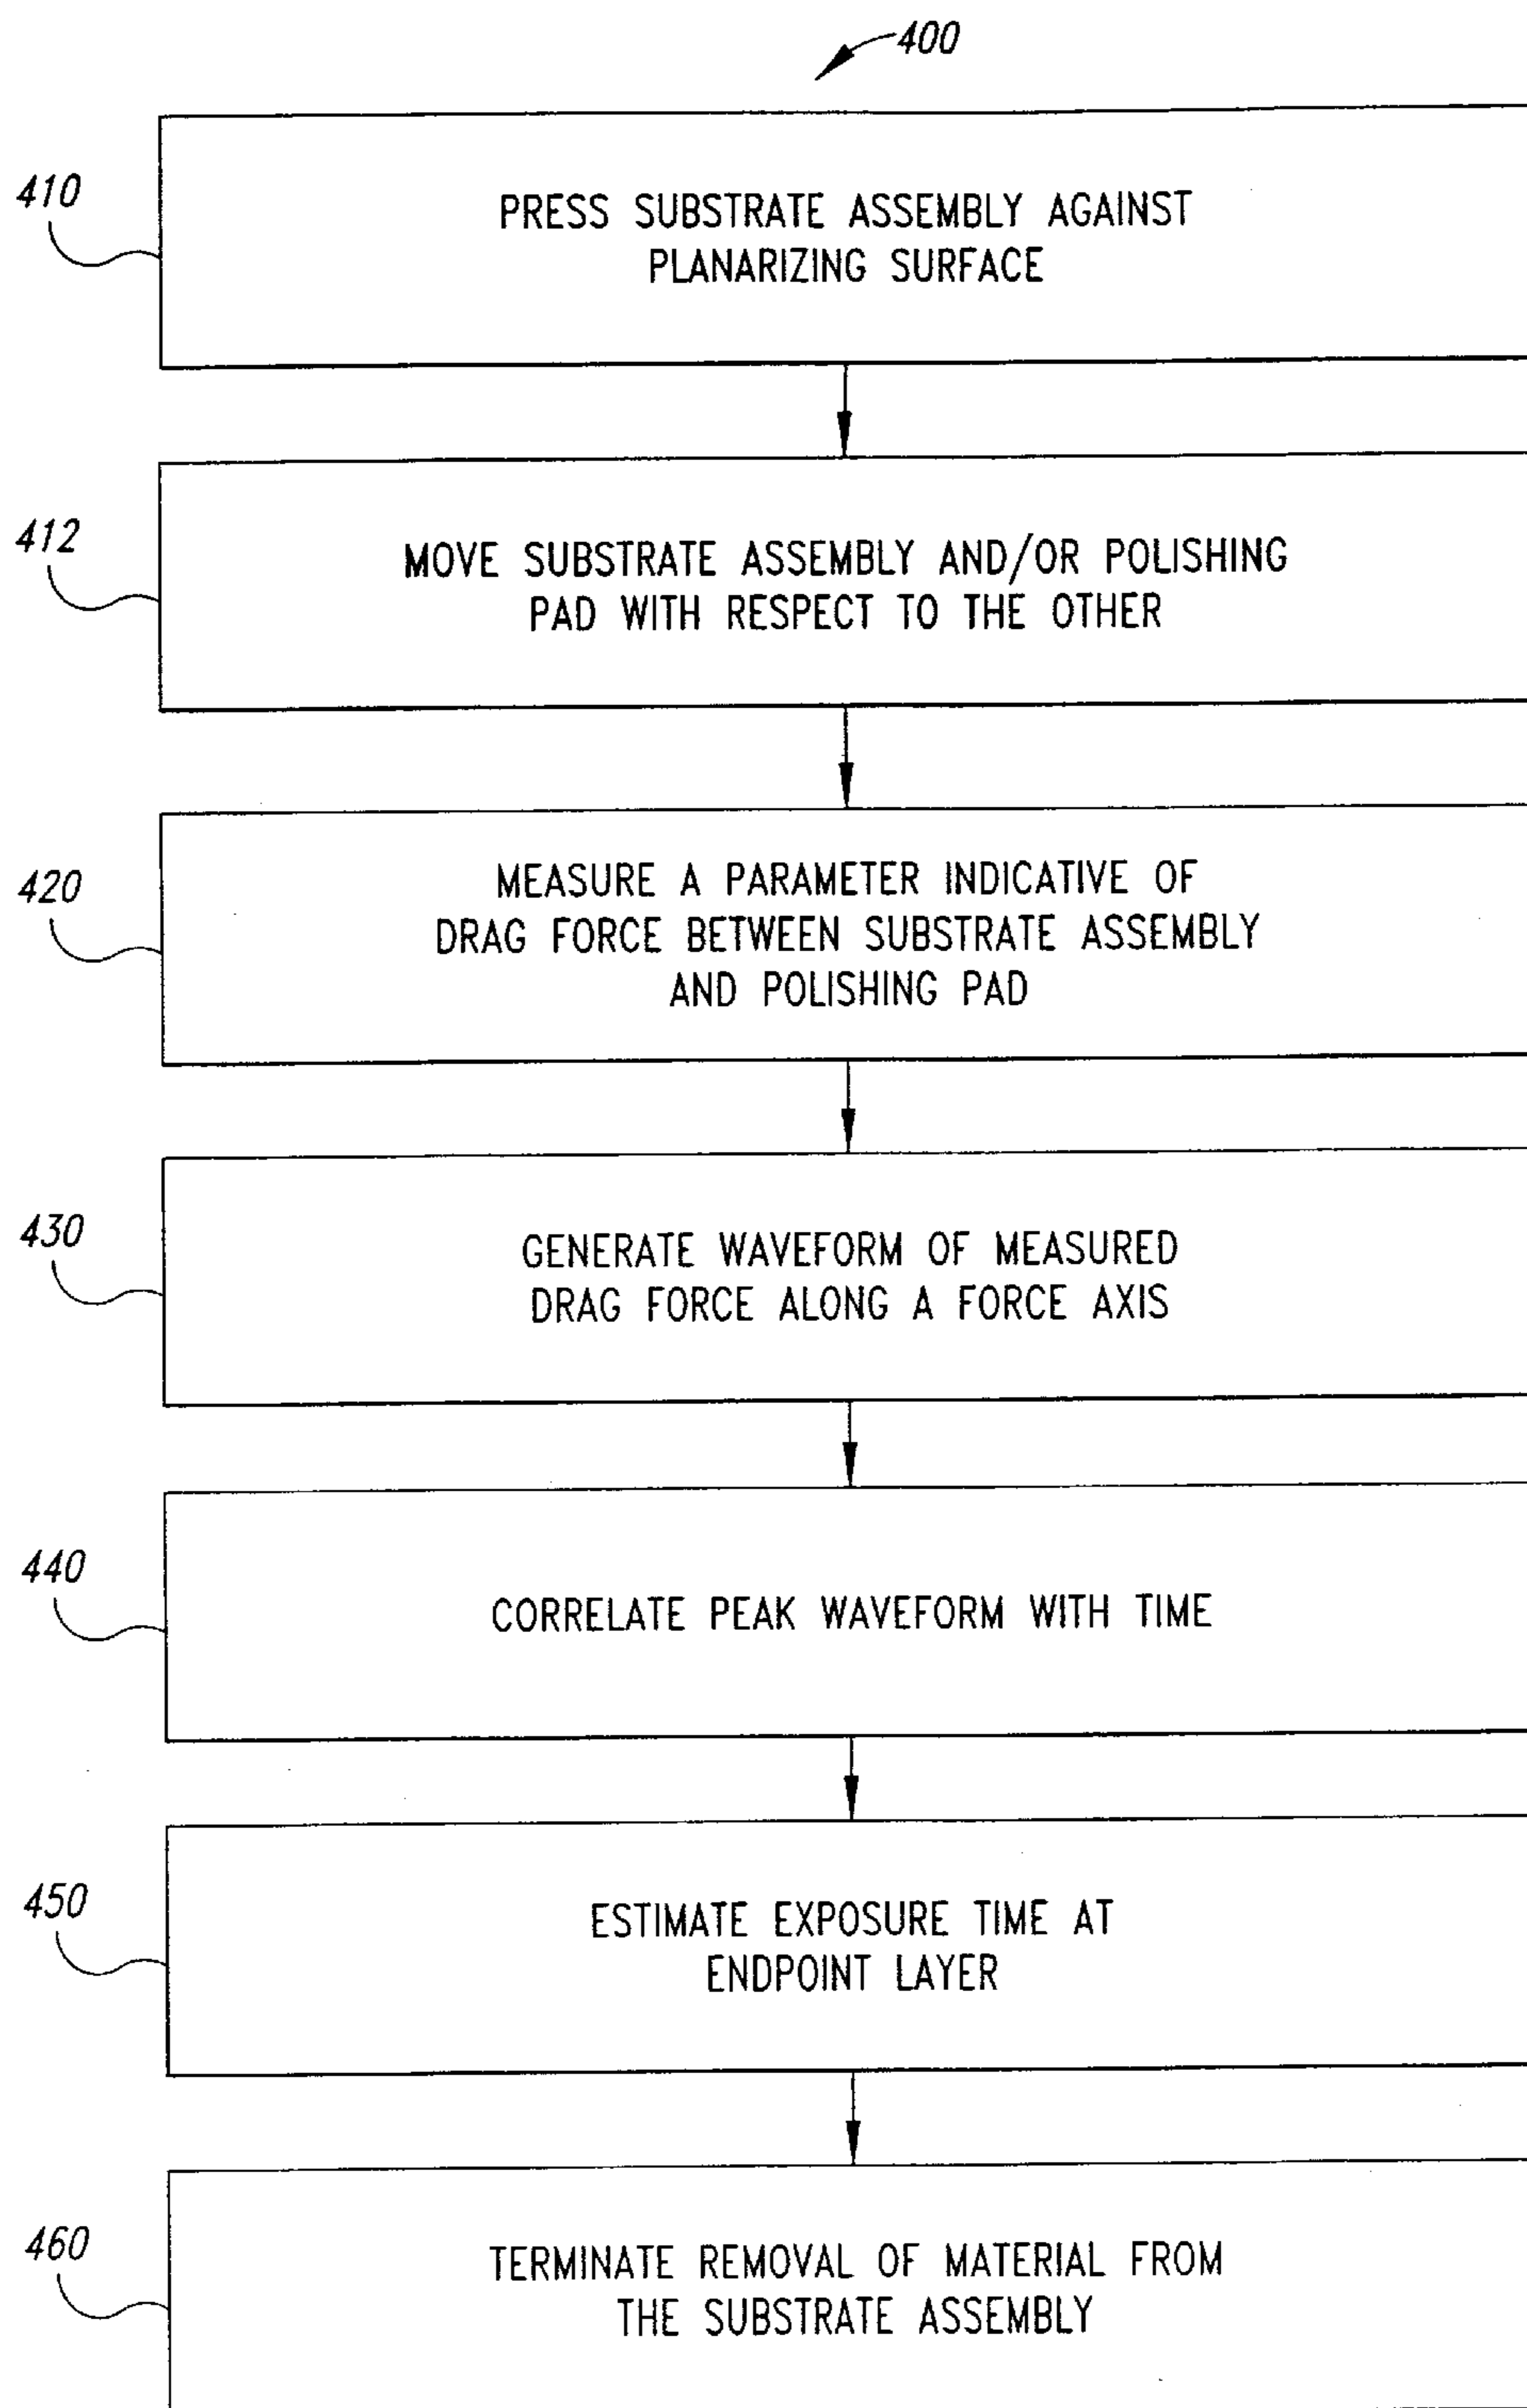 400
410
PRESS SUBSTRATE ASSEMBLY AGAINST
PLANARIZING SURFACE
412
MOVE SUBSTRATE ASSEMBLY AND/OR POLISHING
PAD WITH RESPECT TO THE OTHER
420
MEASURE A PARAMETER INDICATIVE OF
DRAG FORCE BETWEEN SUBSTRATE ASSEMBLY
AND POLISHING PAD
430
GENERATE WAVEFORM OF MEASURED
DRAG FORCE ALONG A FORCE AXIS
440
CORRELATE PEAK WAVEFORM WITH TIME
450
ESTIMATE EXPOSURE TIME AT
ENDPOINT LAYER
460
TERMINATE REMOVAL OF MATERIAL FROM
THE SUBSTRATE ASSEMBLY